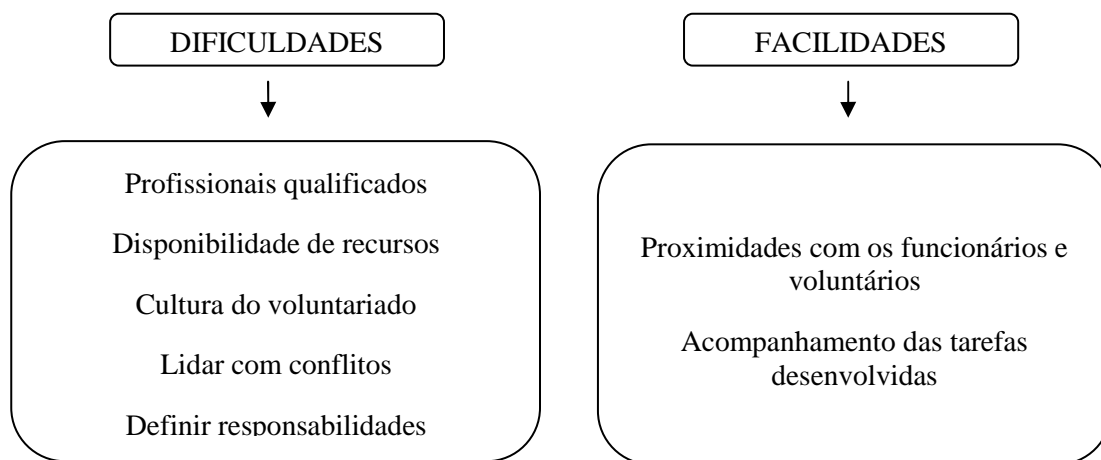 DIFICULDADES
Profissionais qualificados
Disponibilidade de recursos
Cultura do voluntariado
Lidar com conflitos
Definir responsabilidades
FACILIDADES
Proximidades com os funcionários e
voluntários
Acompanhamento das tarefas
desenvolvidas